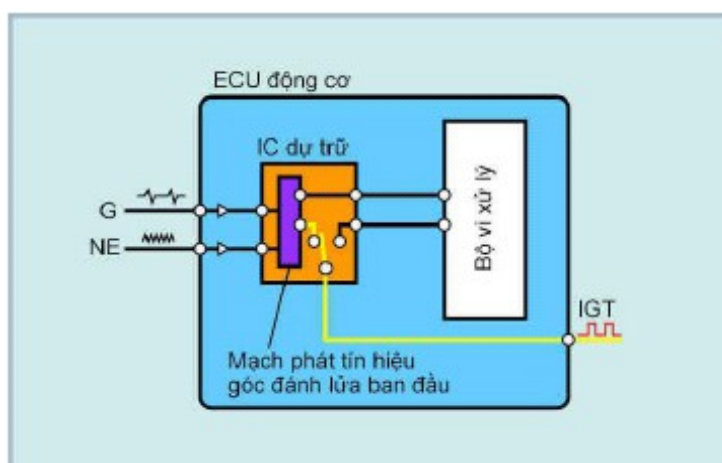 ECU động cơ
IC dự trữ
G
NE
Bộ vi xử lý
IGT
Mạch phát tín hiệu
góc đánh lửa ban đầu